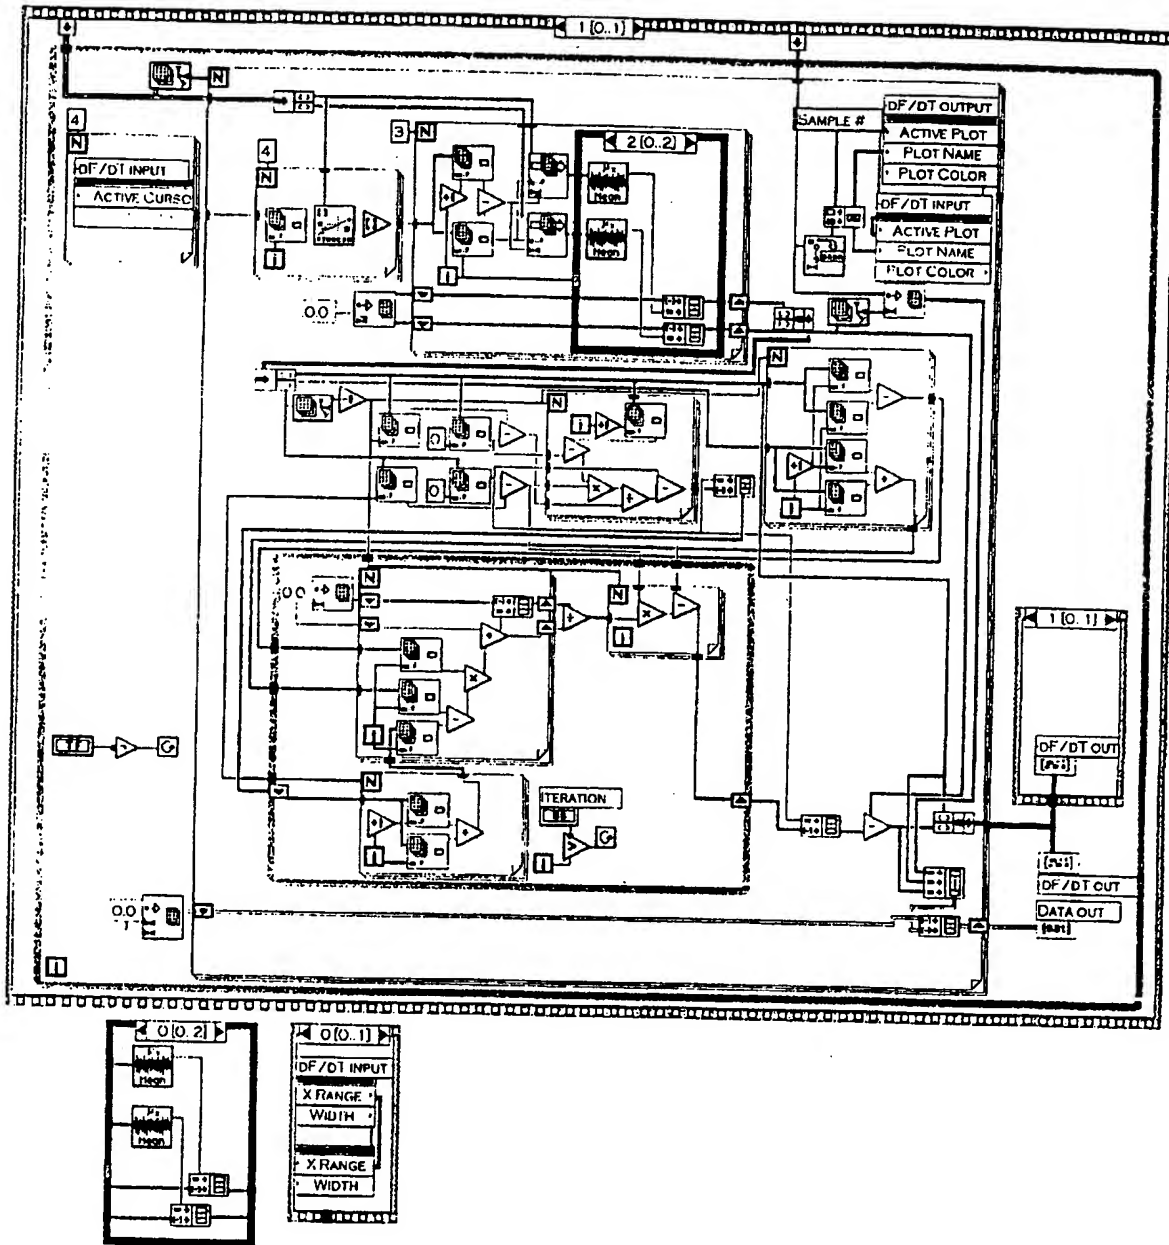 1 [0..1]
N
4
N
DF/DT INPUT
ACTIVE CURSO
4
N
i
3
N
2 [0..2]
Mean
Mean
i
0.0
SAMPLE #
DF/DT OUTPUT
ACTIVE PLOT
PLOT NAME
PLOT COLOR
DF/DT INPUT
ACTIVE PLOT
PLOT NAME
PLOT COLOR
N
N
i
0
0
i
0.0
N
N
i
i
N
i
ITERATION
i
1 [0..1]
DF/DT OUT
DF/DT OUT
DATA OUT
0.0
i
0 [0..2]
Mean
Mean
0 [0..1]
DF/DT INPUT
X RANGE
WIDTH
X RANGE
WIDTH